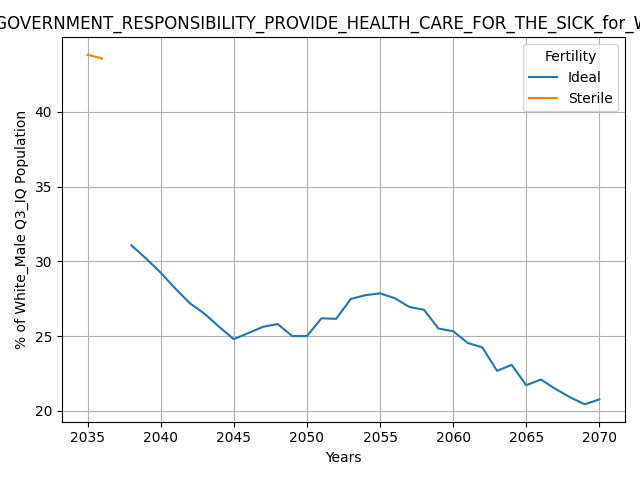 GOVERNMENT_RESPONSIBILITY_PROVIDE_HEALTH_CARE_FOR_THE_SICK_for_W
Fertility
Ideal
Sterile
% of White_Male Q3_IQ Population
40
35
30
25
20
2035 2040 2045 2050 2055 2060 2065 2070
Years